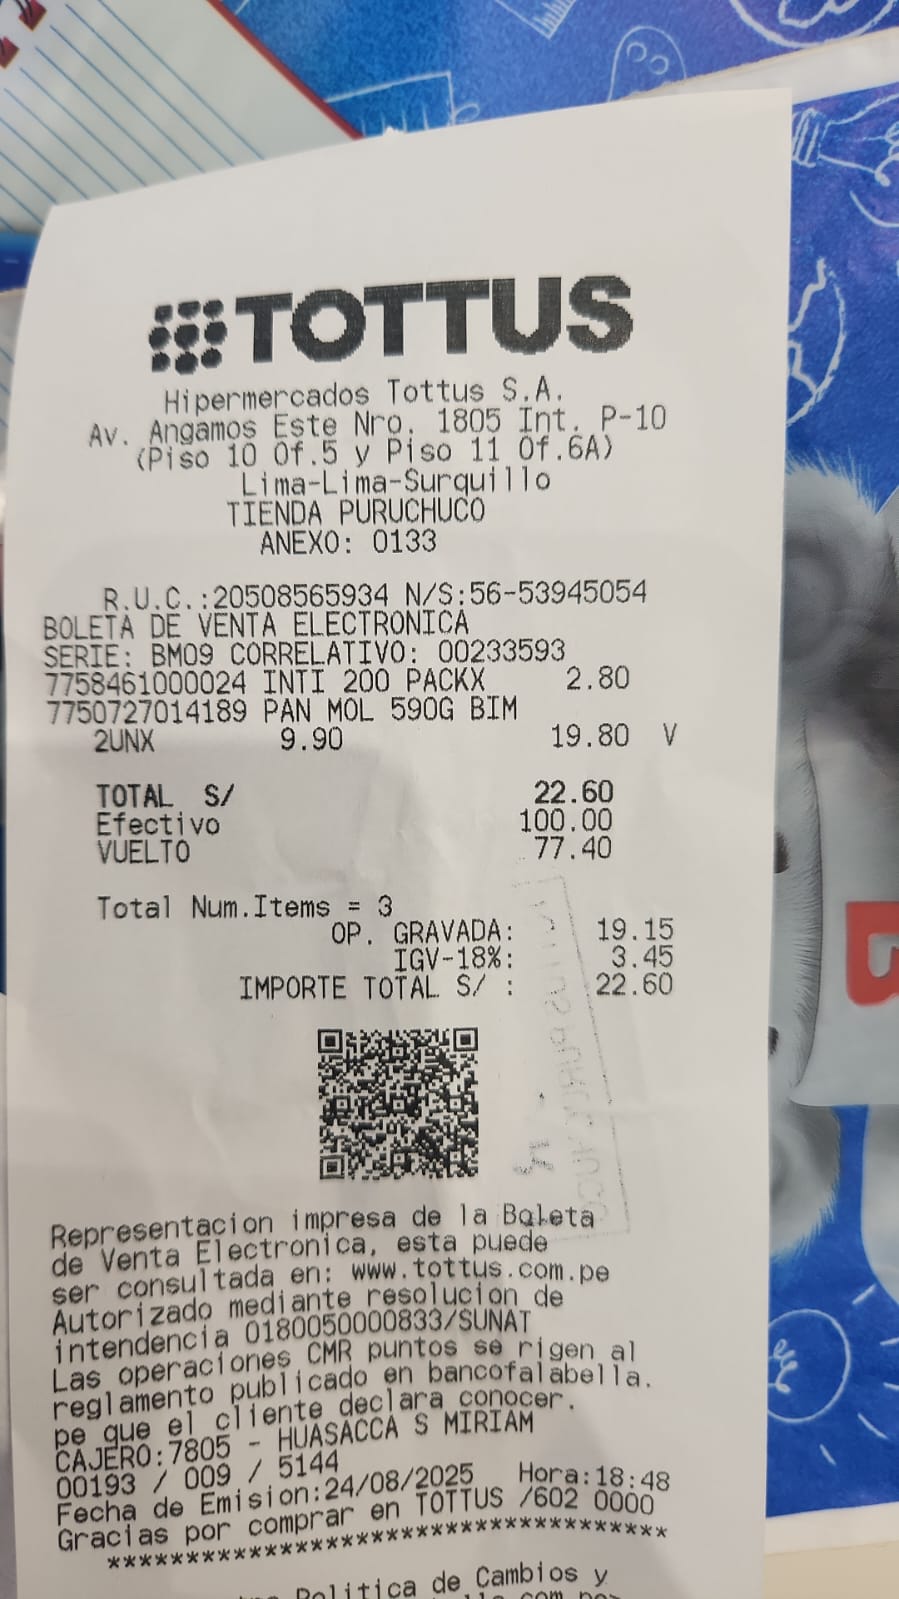 TOTTUS
Hipermercados Tottus S.A.
Av. Angamos Este Nro. 1805 Int. P-10
(Piso 10 Of.5 y Piso 11 Of.6A)
Lima-Lima-Surquillo
TIENDA PURUCHUCO
ANEXO: 0133
R.U.C.:20508565934 N/S:56-53945054
BOLETA DE VENTA ELECTRONICA
SERIE: BM09 CORRELATIVO: 00233593
7758461000024 INTI 200 PACKX 2.80
7750727014189 PAN MOL 590G BIM
2UNX 9.90 19.80 V
TOTAL S/ 22.60
Efectivo 100.00
VUELTO 77.40
Total Num.Items = 3
OP. GRAVADA: 19.15
IGV-18%: 3.45
IMPORTE TOTAL S/ : 22.60
Representacion impresa de la Boleta
de Venta Electronica, esta puede
ser consultada en: www.tottus.com.pe
Autorizado mediante resolucion de
intendencia 0180050000833/SUNAT
Las operaciones CMR puntos se rigen al
reglamento publicado en bancofalabella.
pe que el cliente declara conocer.
CAJERO:7805 - HUASACCA S MIRIAM
00193 / 009 / 5144
Fecha de Emision:24/08/2025 Hora:18:48
Gracias por comprar en TOTTUS /602 0000
************************************
Politica de Cambios y
B